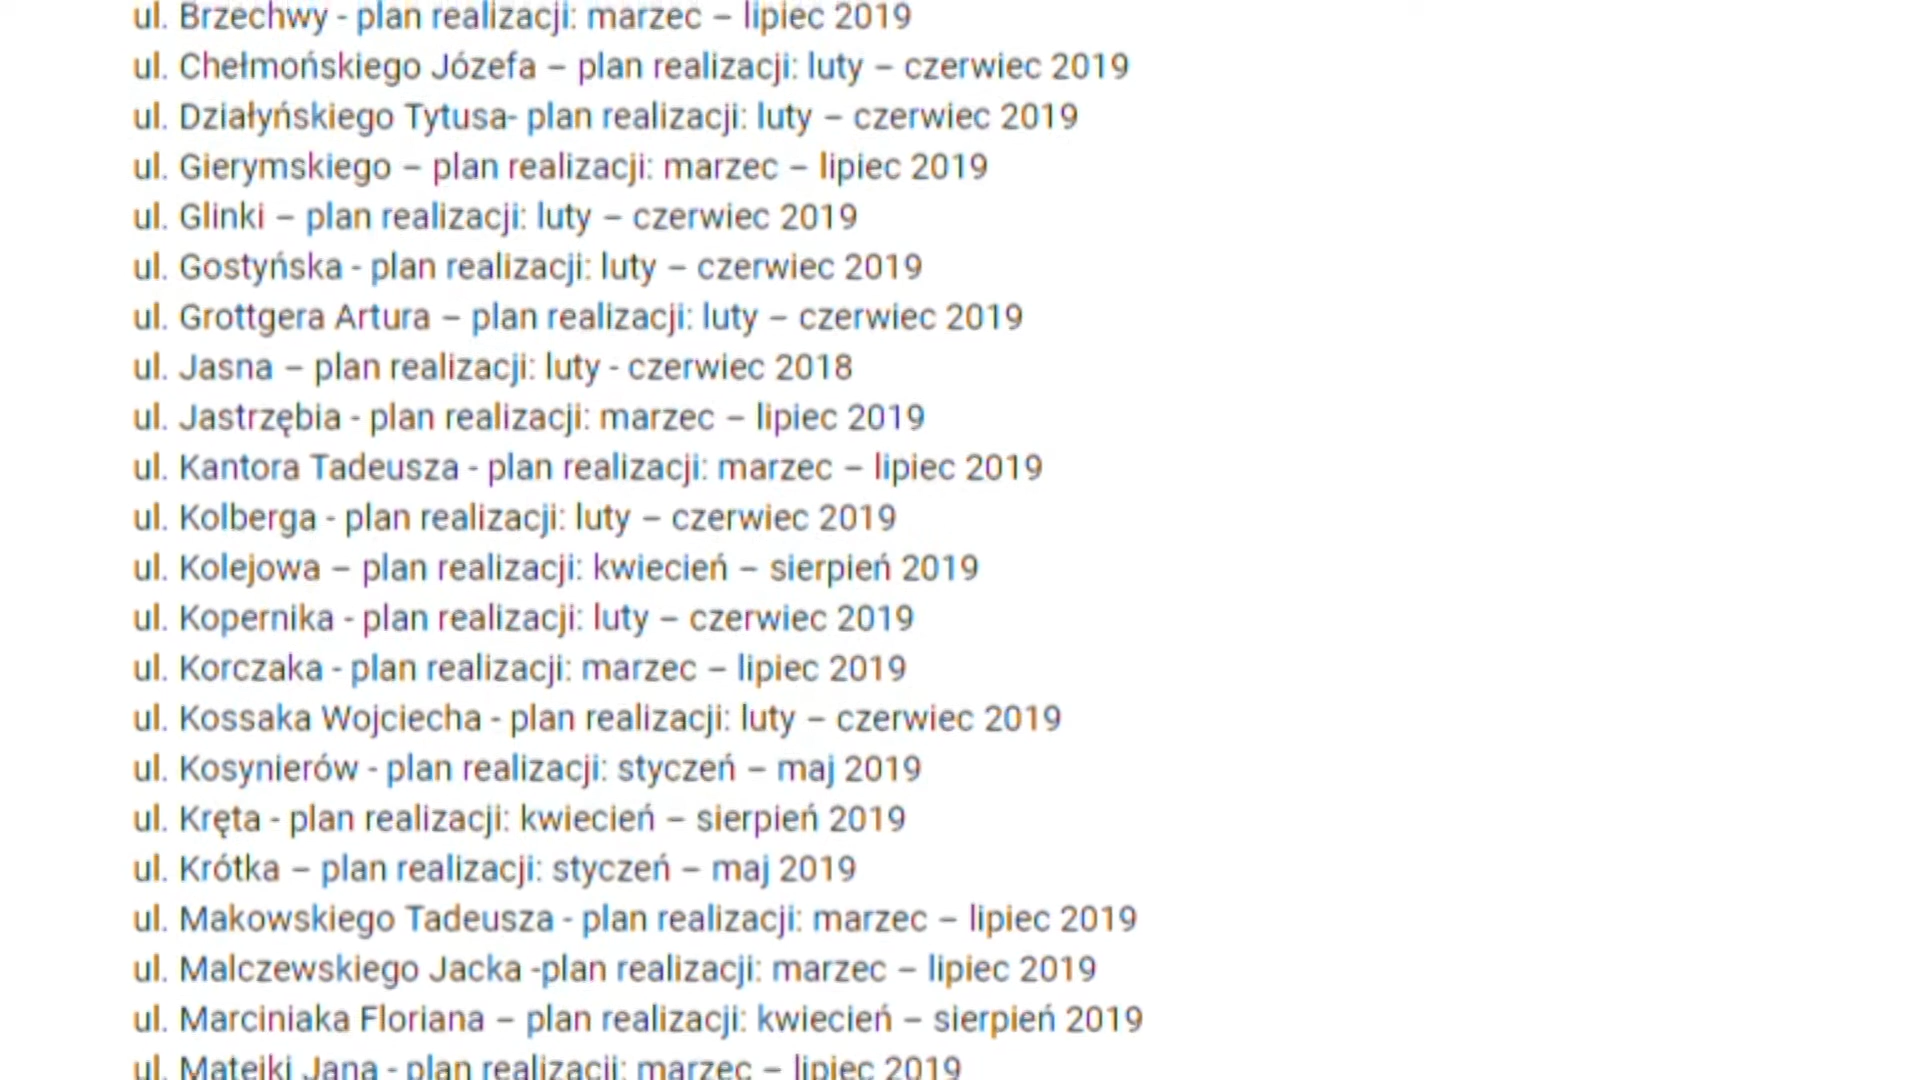 ul. Brzechwy - plan realizacji: marzec – lipiec 2019
ul. Chełmońskiego Józefa – plan realizacji: luty – czerwiec 2019
ul. Działyńskiego Tytusa- plan realizacji: luty – czerwiec 2019
ul. Gierymskiego – plan realizacji: marzec – lipiec 2019
ul. Glinki – plan realizacji: luty – czerwiec 2019
ul. Gostyńska - plan realizacji: luty – czerwiec 2019
ul. Grottgera Artura – plan realizacji: luty – czerwiec 2019
ul. Jasna – plan realizacji: luty - czerwiec 2018
ul. Jastrzębia - plan realizacji: marzec – lipiec 2019
ul. Kantora Tadeusza - plan realizacji: marzec – lipiec 2019
ul. Kolberga - plan realizacji: luty – czerwiec 2019
ul. Kolejowa – plan realizacji: kwiecień – sierpień 2019
ul. Kopernika - plan realizacji: luty – czerwiec 2019
ul. Korczaka - plan realizacji: marzec – lipiec 2019
ul. Kossaka Wojciecha - plan realizacji: luty – czerwiec 2019
ul. Kosynierów - plan realizacji: styczeń – maj 2019
ul. Kręta - plan realizacji: kwiecień – sierpień 2019
ul. Krótka – plan realizacji: styczeń – maj 2019
ul. Makowskiego Tadeusza - plan realizacji: marzec – lipiec 2019
ul. Malczewskiego Jacka -plan realizacji: marzec – lipiec 2019
ul. Marciniaka Floriana – plan realizacji: kwiecień – sierpień 2019
ul. Matejki Jana - plan realizacji: marzec – lipiec 2019